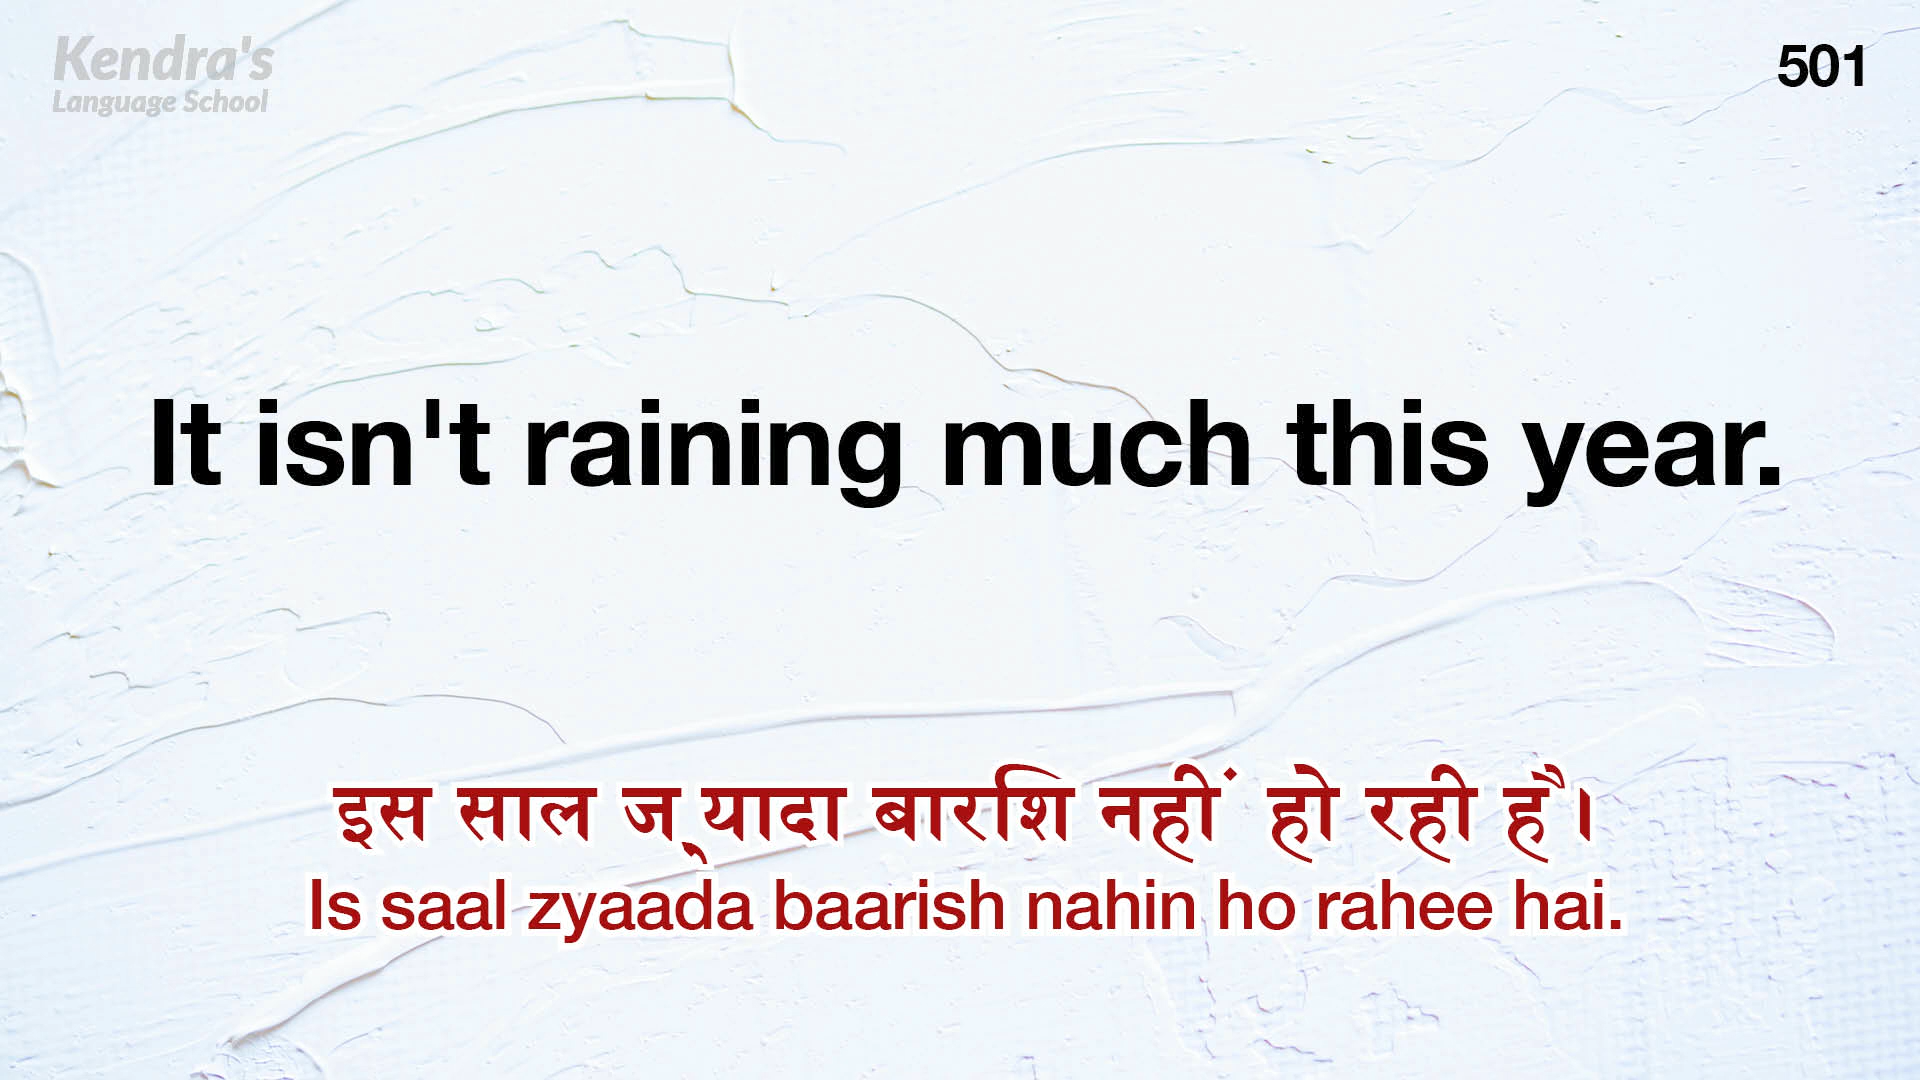 Kendra's
Language School
501
It isn't raining much this year.
इस साल ज़्यादा बारिश नहीं हो रही है।
Is saal zyaada baarish nahin ho rahee hai.